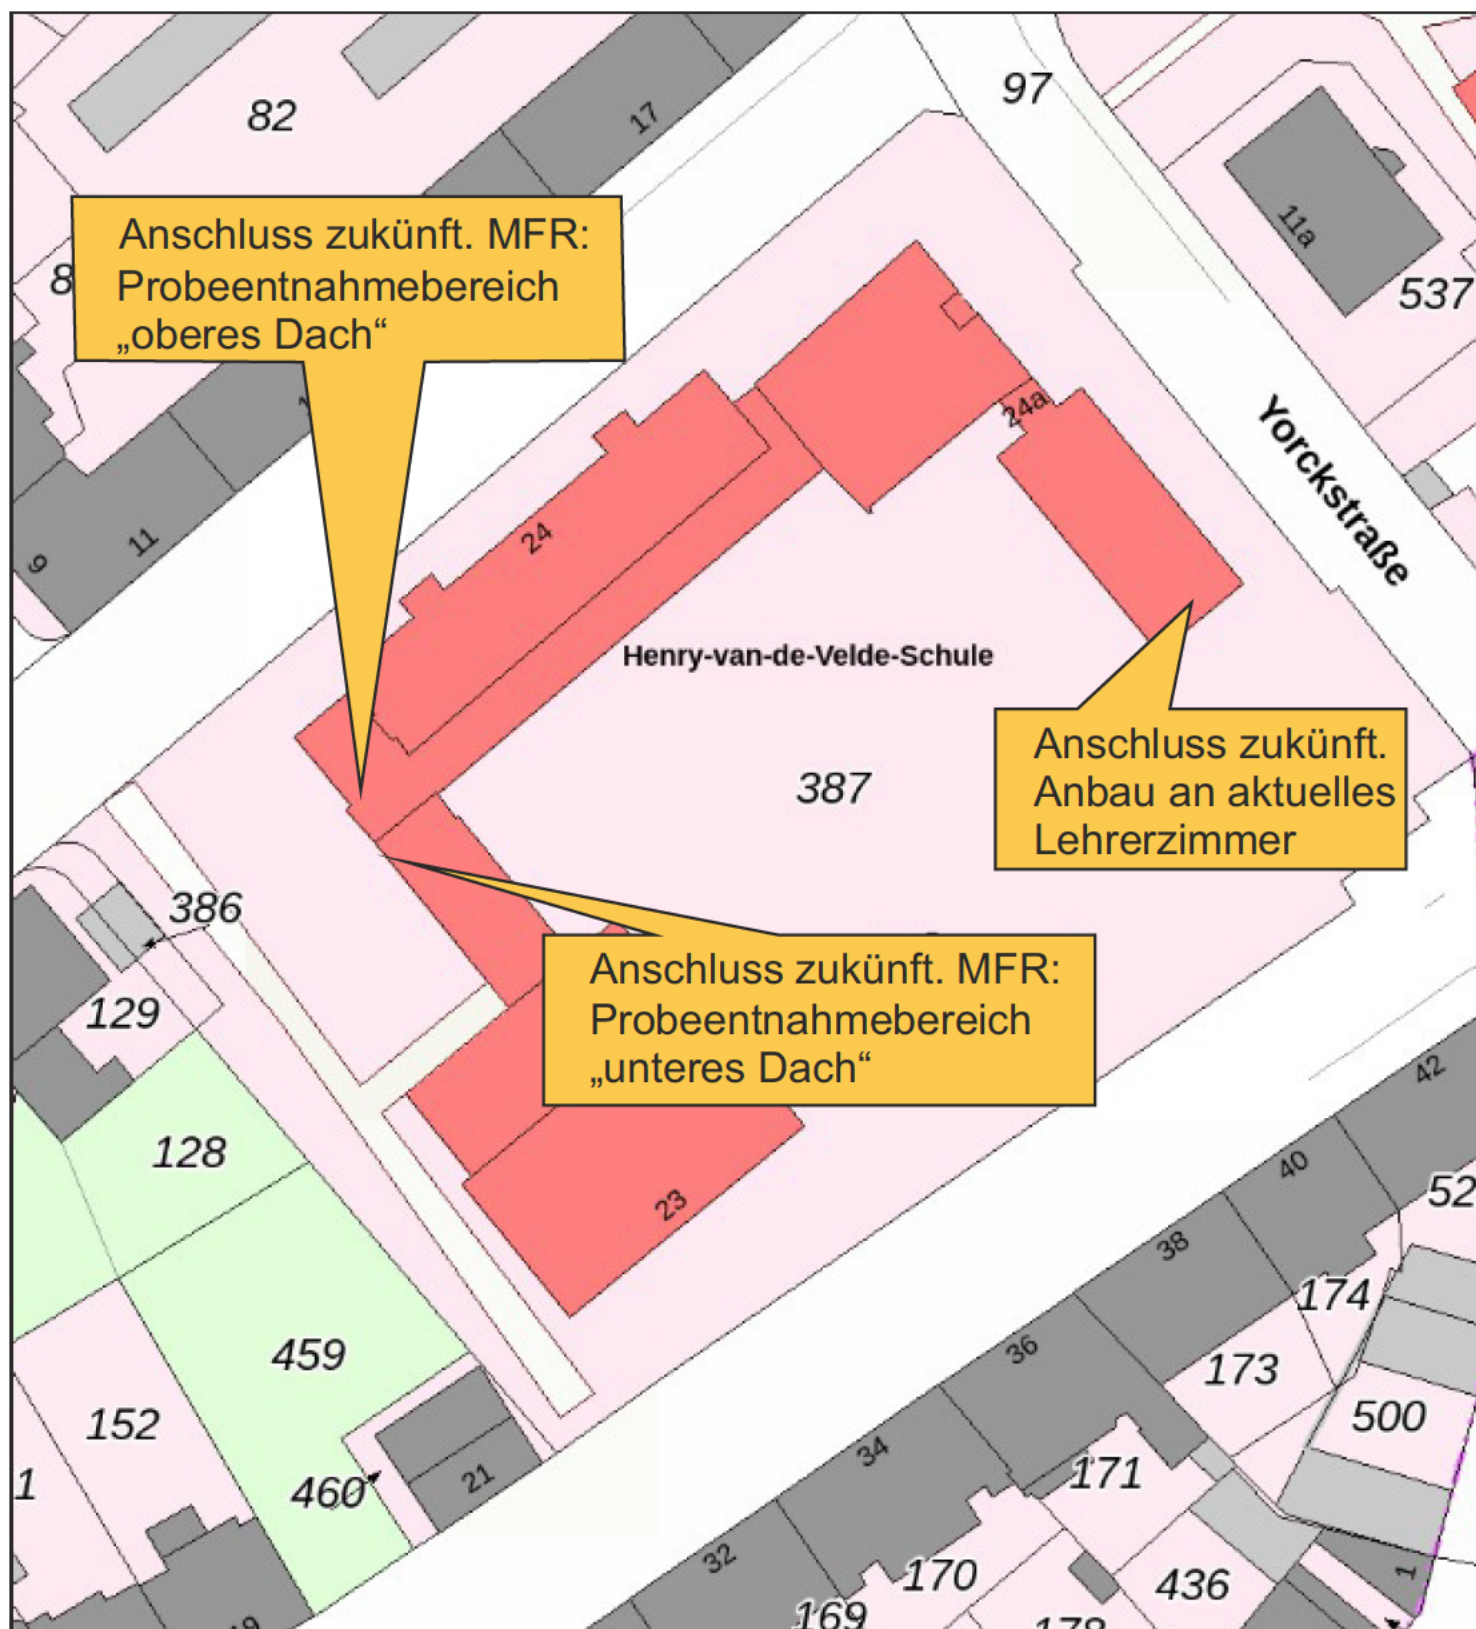 82
17
97
11a
537
Anschluss zukünft. MFR:
Probeentnahmebereich
„oberes Dach“
8
24a
Yorckstraße
24
11
9
Henry-van-de-Velde-Schule
387
Anschluss zukünft.
Anbau an aktuelles
Lehrerzimmer
386
129
Anschluss zukünft. MFR:
Probeentnahmebereich
„unteres Dach“
128
23
42
40
52
38
174
459
36
173
152
500
34
171
1
460
21
32
170
436
1
169